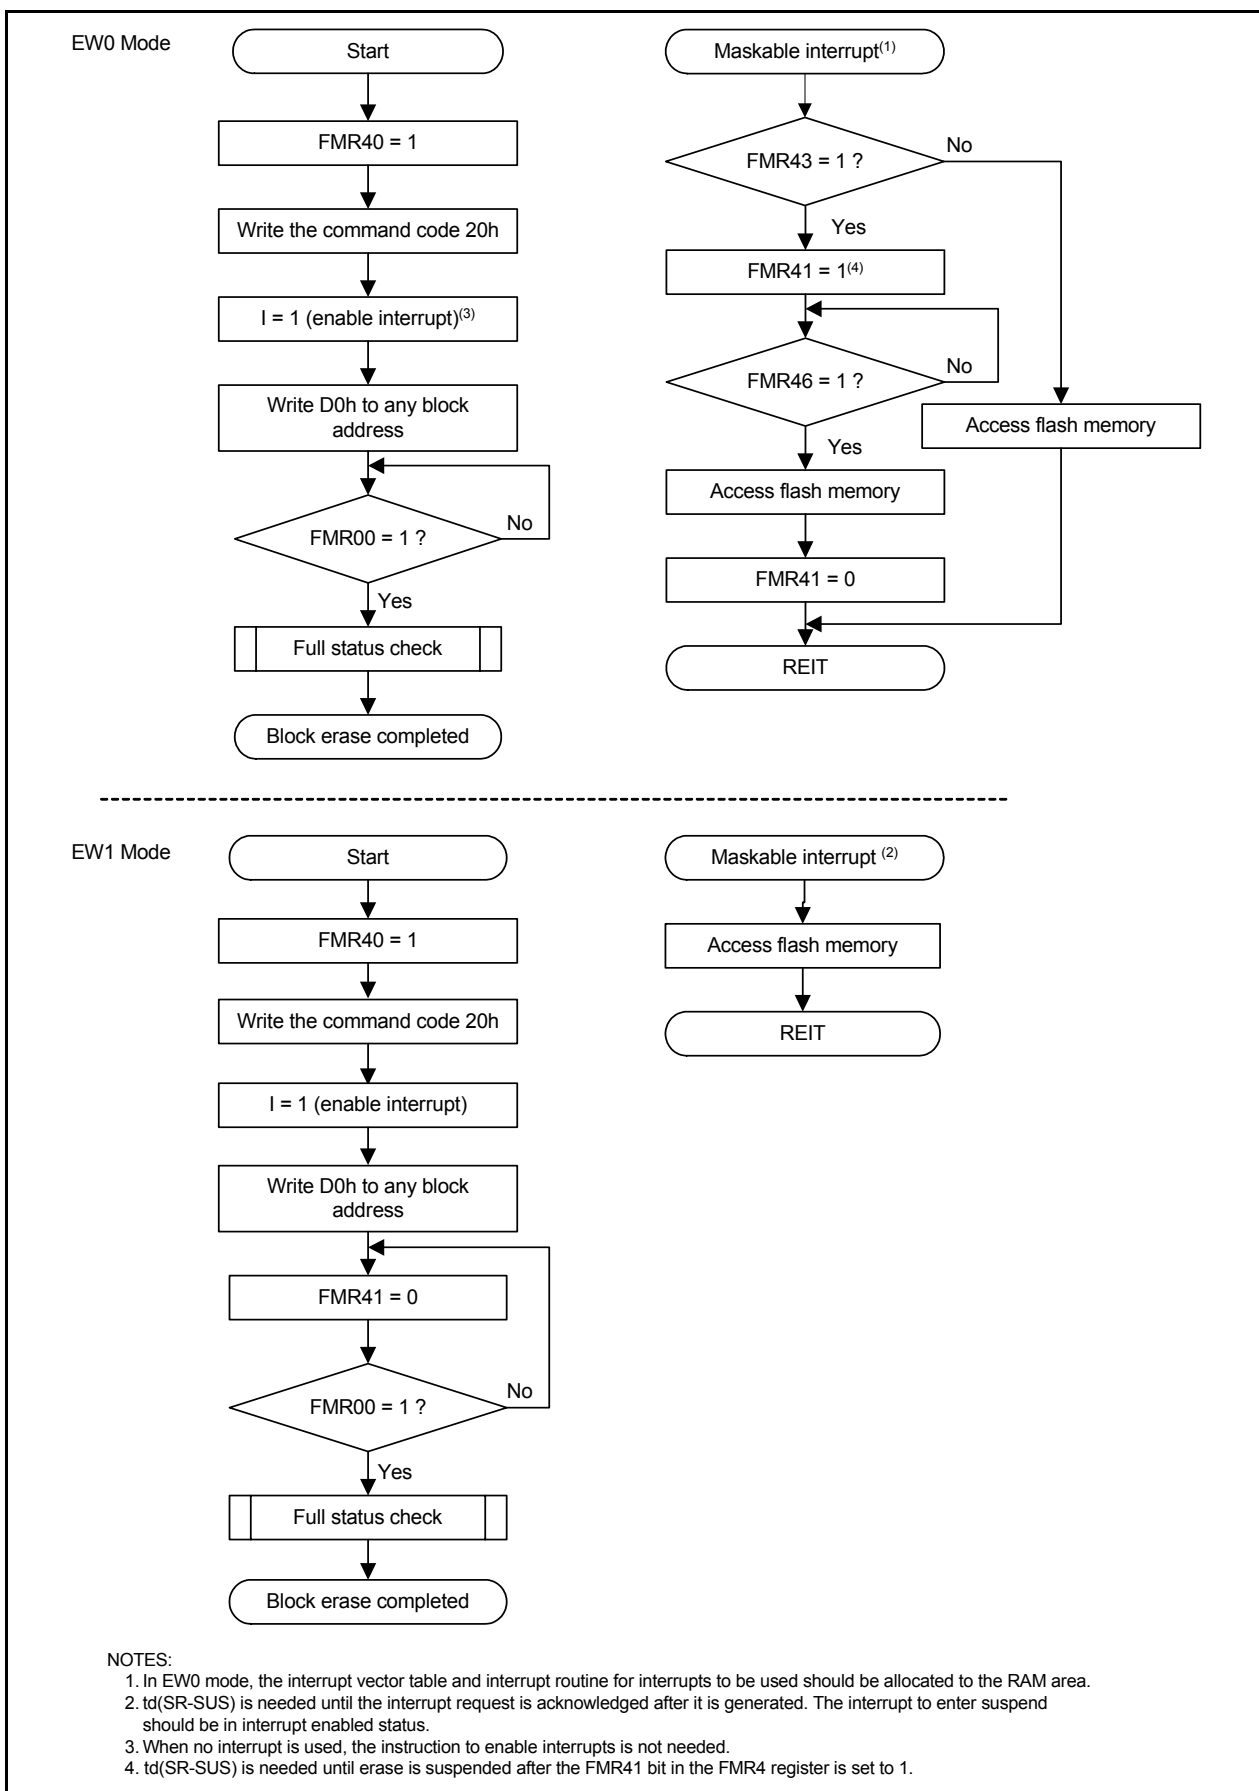 EW0 Mode
Start
FMR40 = 1
Write the command code 20h
I = 1 (enable interrupt)(3)
Write D0h to any block
address
FMR00 = 1 ?
No
Yes
Full status check
Block erase completed
Maskable interrupt(1)
FMR43 = 1 ?
No
Yes
FMR41 = 1(4)
FMR46 = 1 ?
No
Yes
Access flash memory
Access flash memory
FMR41 = 0
REIT
EW1 Mode
Start
FMR40 = 1
Write the command code 20h
I = 1 (enable interrupt)
Write D0h to any block
address
FMR41 = 0
FMR00 = 1 ?
No
Yes
Full status check
Block erase completed
Maskable interrupt (2)
Access flash memory
REIT
NOTES:
1. In EW0 mode, the interrupt vector table and interrupt routine for interrupts to be used should be allocated to the RAM area.
2. td(SR-SUS) is needed until the interrupt request is acknowledged after it is generated. The interrupt to enter suspend
should be in interrupt enabled status.
3. When no interrupt is used, the instruction to enable interrupts is not needed.
4. td(SR-SUS) is needed until erase is suspended after the FMR41 bit in the FMR4 register is set to 1.